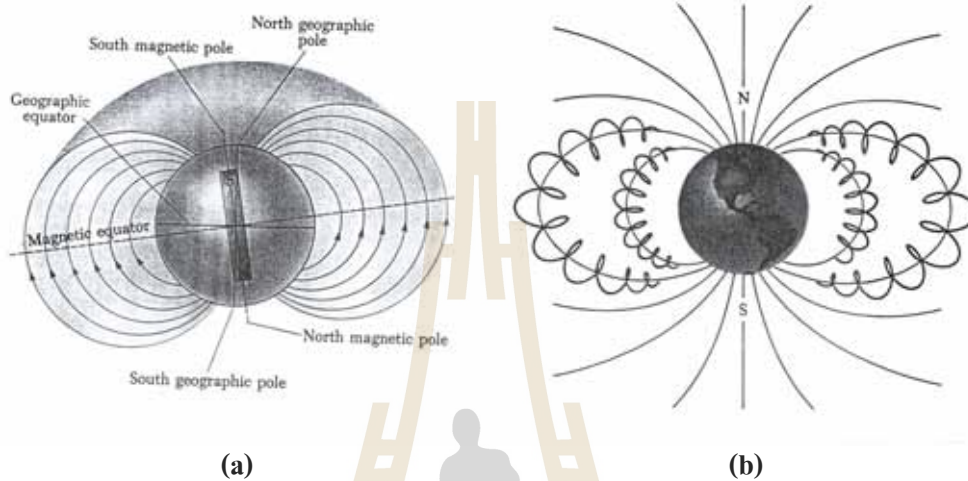 North geographic
pole
South magnetic pole
Geographic
equator
S
Magnetic equator
North magnetic pole
South geographic pole
N
S
(a)
(b)